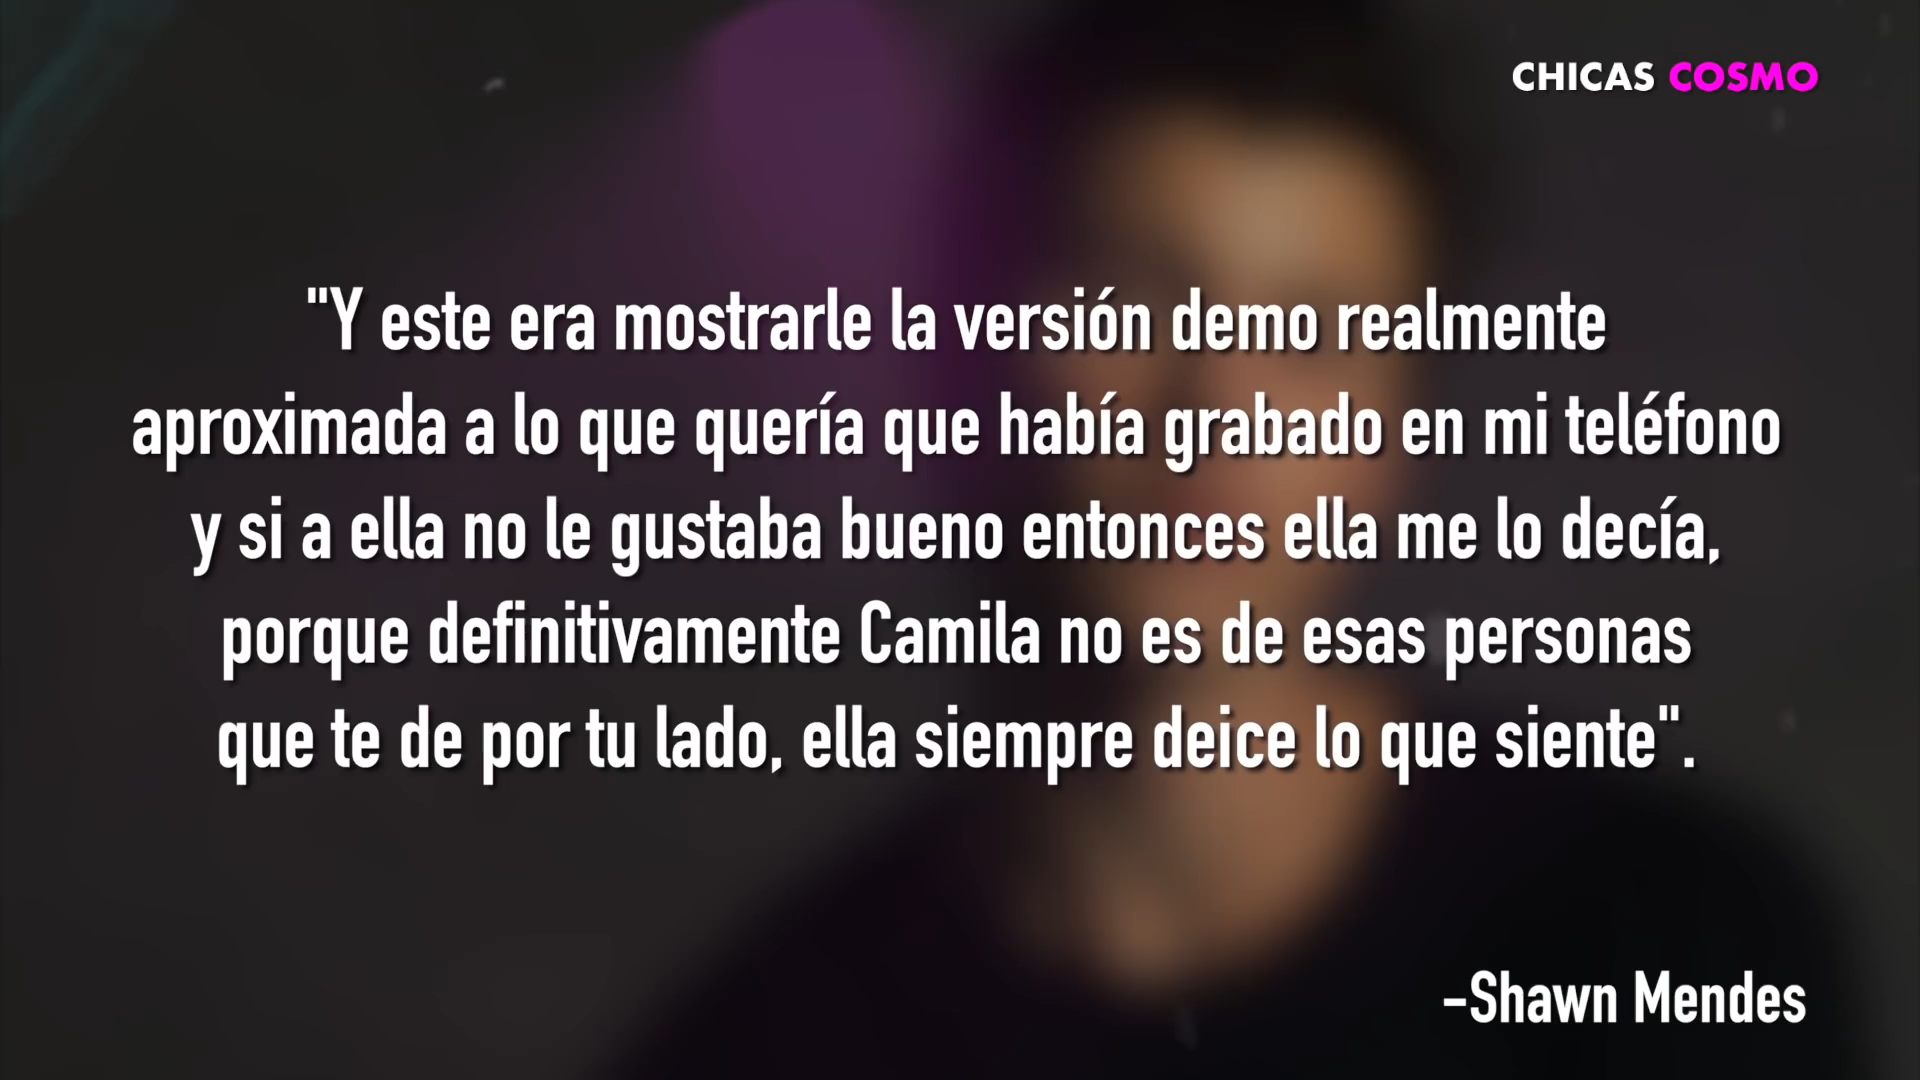 CHICAS COSMO
"Y este era mostrarle la versión demo realmente
aproximada a lo que quería que había grabado en mi teléfono
y si a ella no le gustaba bueno entonces ella me lo decía,
porque definitivamente Camila no es de esas personas
que te de por tu lado, ella siempre deice lo que siente".
-Shawn Mendes